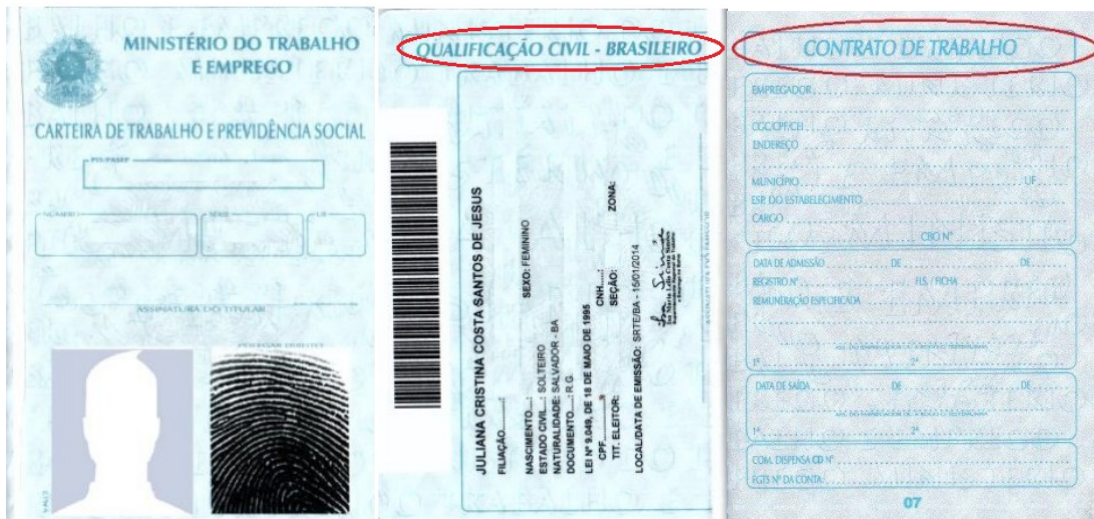 MINISTÉRIO DO TRABALHO
E EMPREGO
CARTEIRA DE TRABALHO E PREVIDÊNCIA SOCIAL
PIS/PASEP
NÚMERO
SÉRIE
UF
ASSINATURA DO TITULAR
POLEGAR DIREITO
QUALIFICAÇÃO CIVIL - BRASILEIRO
JULIANA CRISTINA COSTA SANTOS DE JESUS
FILIAÇÃO........:
NASCIMENTO....: SEXO: FEMININO
ESTADO CIVIL...: SOLTEIRO
NATURALIDADE: SALVADOR - BA
DOCUMENTO....: R.G.
LEI Nº 9.049, DE 18 DE MAIO DE 1995
CPF.............: CNH......:
TIT. ELEITOR: SEÇÃO: ZONA:
LOCAL/DATA DE EMISSÃO: SRTE/BA - 15/01/2014
CONTRATO DE TRABALHO
EMPREGADOR
CGC/CPF/CEI
ENDEREÇO
MUNICÍPIO UF
ESP. DO ESTABELECIMENTO
CARGO
CBO Nº
DATA DE ADMISSÃO DE DE
REGISTRO Nº FLS. / FICHA
REMUNERAÇÃO ESPECIFICADA
1ª 2ª
DATA DE SAÍDA DE DE
1ª 2ª
COM. DISPENSA CD Nº
FGTS Nº DA CONTA:
07